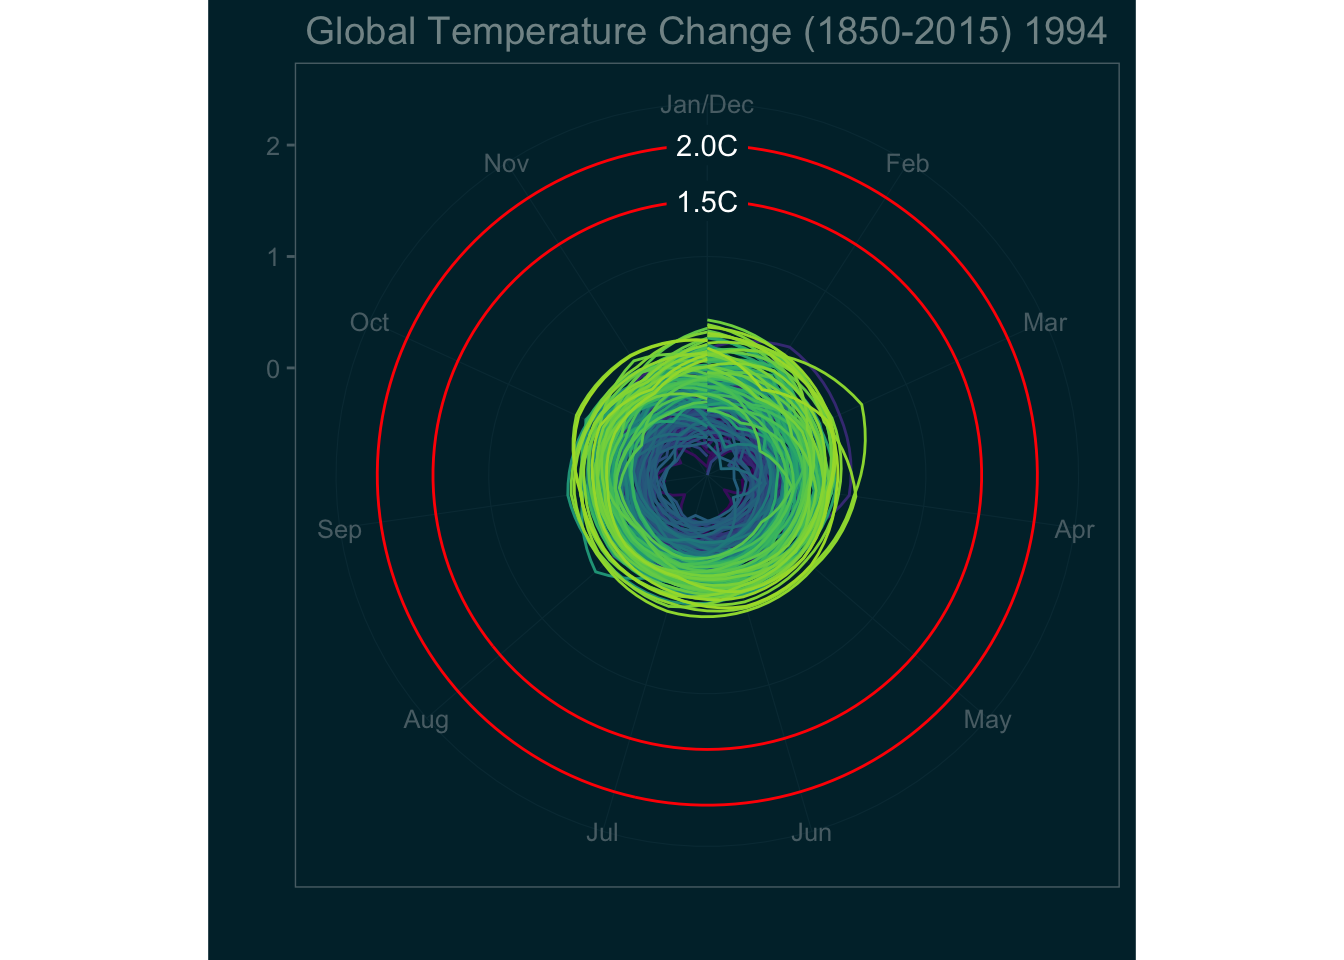 Global Temperature Change (1850-2015) 1994
Jan/Dec
2.0C
2
Nov
Feb
1.5C
1
Oct
Mar
0
Sep
Apr
Aug
May
Jul
Jun